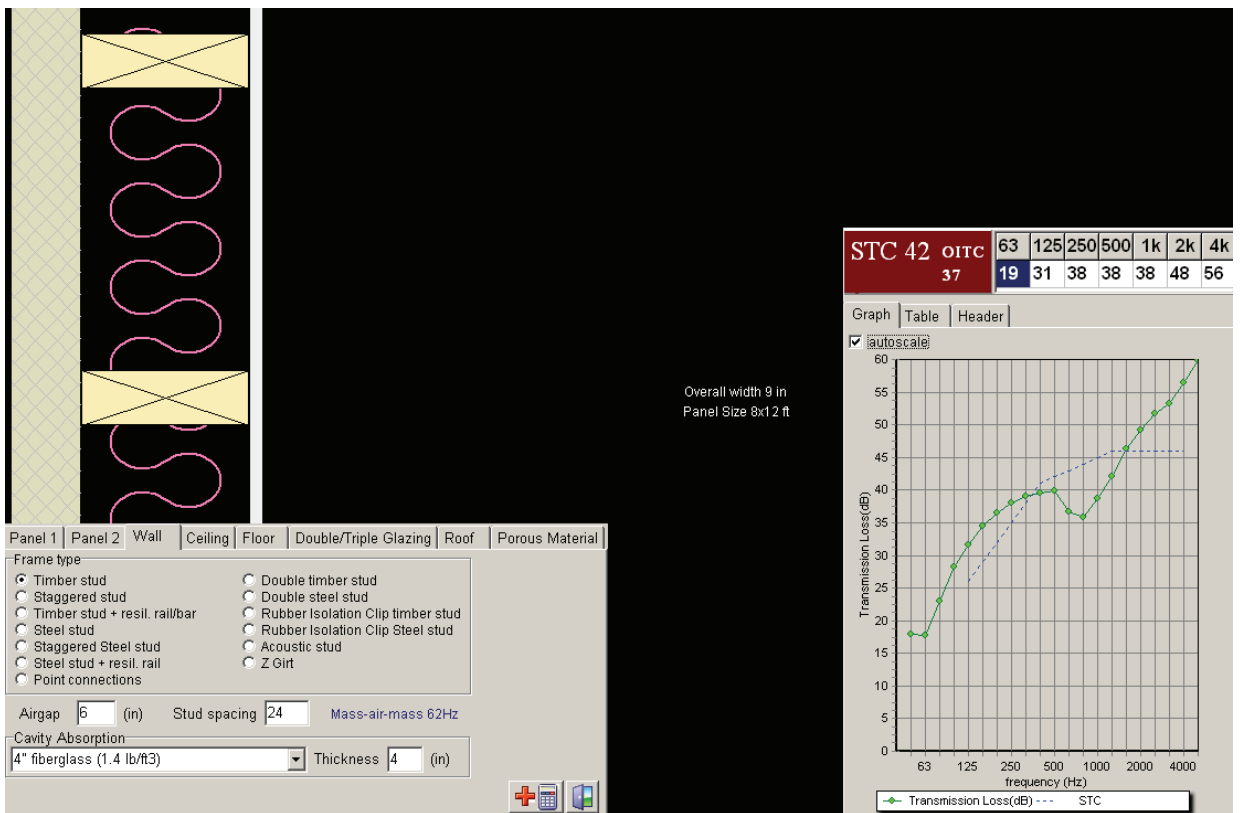 Overall width 9 in
Panel Size 8x12 ft
STC 42 OITC 37
63 125 250 500 1k 2k 4k
19 31 38 38 38 48 56
Graph Table Header
autoscale
60
55
50
45
40
35
30
25
20
15
10
5
0
Transmission Loss(dB)
63 125 250 500 1000 2000 4000
frequency (Hz)
Transmission Loss(dB) STC
Panel 1 Panel 2 Wall Ceiling Floor Double/Triple Glazing Roof Porous Material
Frame type
Timber stud
Staggered stud
Timber stud + resil. rail/bar
Steel stud
Staggered Steel stud
Steel stud + resil. rail
Point connections
Double timber stud
Double steel stud
Rubber Isolation Clip timber stud
Rubber Isolation Clip Steel stud
Acoustic stud
Z Girt
Airgap 6 (in) Stud spacing 24 Mass-air-mass 62Hz
Cavity Absorption
4" fiberglass (1.4 lb/ft3) Thickness 4 (in)